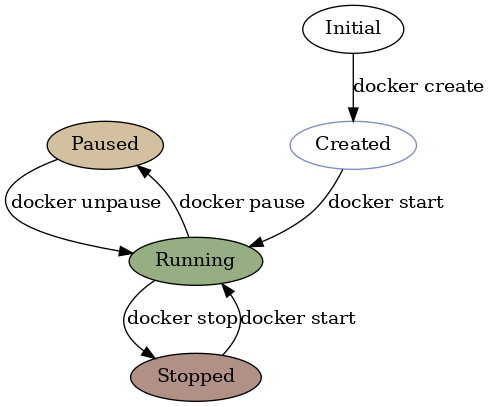 Initial
docker create
Paused
Created
docker unpause
docker pause
docker start
Running
docker stop
docker start
Stopped